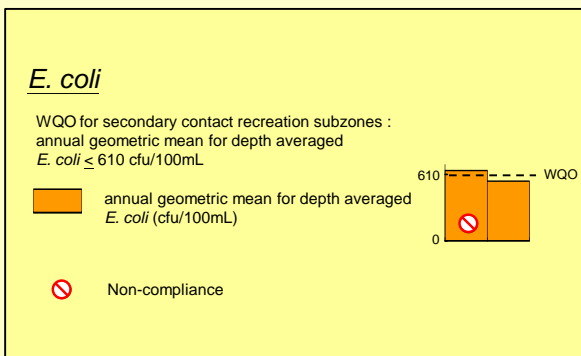 E. coli
WQO for secondary contact recreation subzones :
annual geometric mean for depth averaged
E. coli < 610 cfu/100mL
annual geometric mean for depth averaged
E. coli (cfu/100mL)
610
WQO
0
Non-compliance